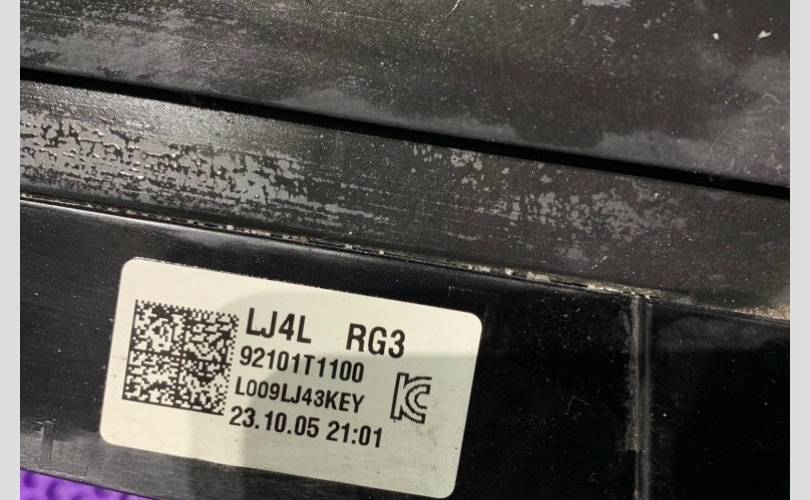 LJ4L RG3
92101T1100
L009LJ43KEY
23.10.05 21:01